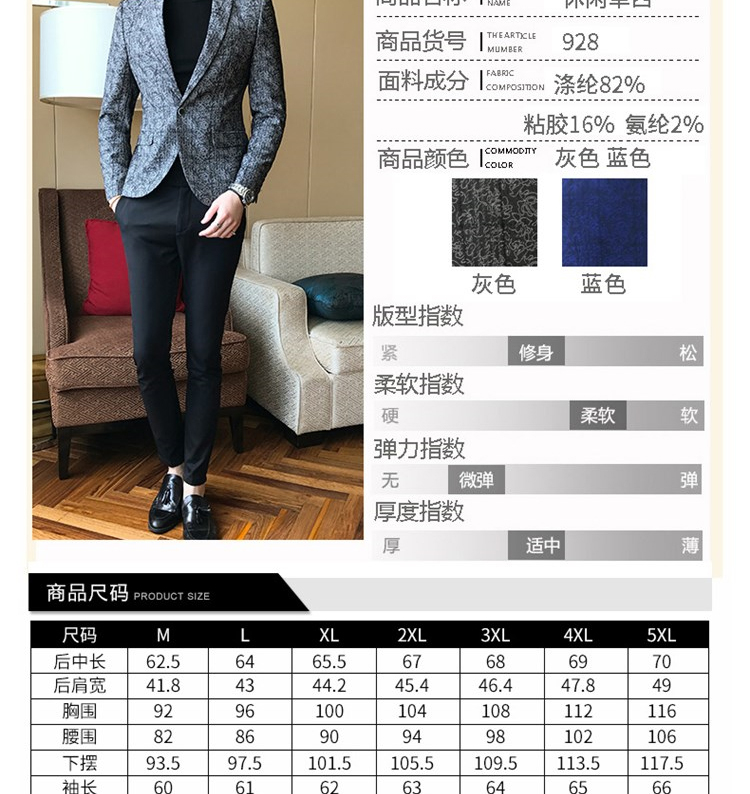 商品名称 NAME 休闲单西
商品货号 THE ARTICLE MUMBER 928
面料成分 FABRIC COMPOSITION 涤纶82%
粘胶16% 氨纶2%
商品颜色 COMMODITY COLOR 灰色 蓝色
灰色 蓝色
版型指数
紧 修身 松
柔软指数
硬 柔软 软
弹力指数
无 微弹 弹
厚度指数
厚 适中 薄
商品尺码 PRODUCT SIZE
尺码 M L XL 2XL 3XL 4XL 5XL
后中长 62.5 64 65.5 67 68 69 70
后肩宽 41.8 43 44.2 45.4 46.4 47.8 49
胸围 92 96 100 104 108 112 116
腰围 82 86 90 94 98 102 106
下摆 93.5 97.5 101.5 105.5 109.5 113.5 117.5
袖长 60 61 62 63 64 65 66